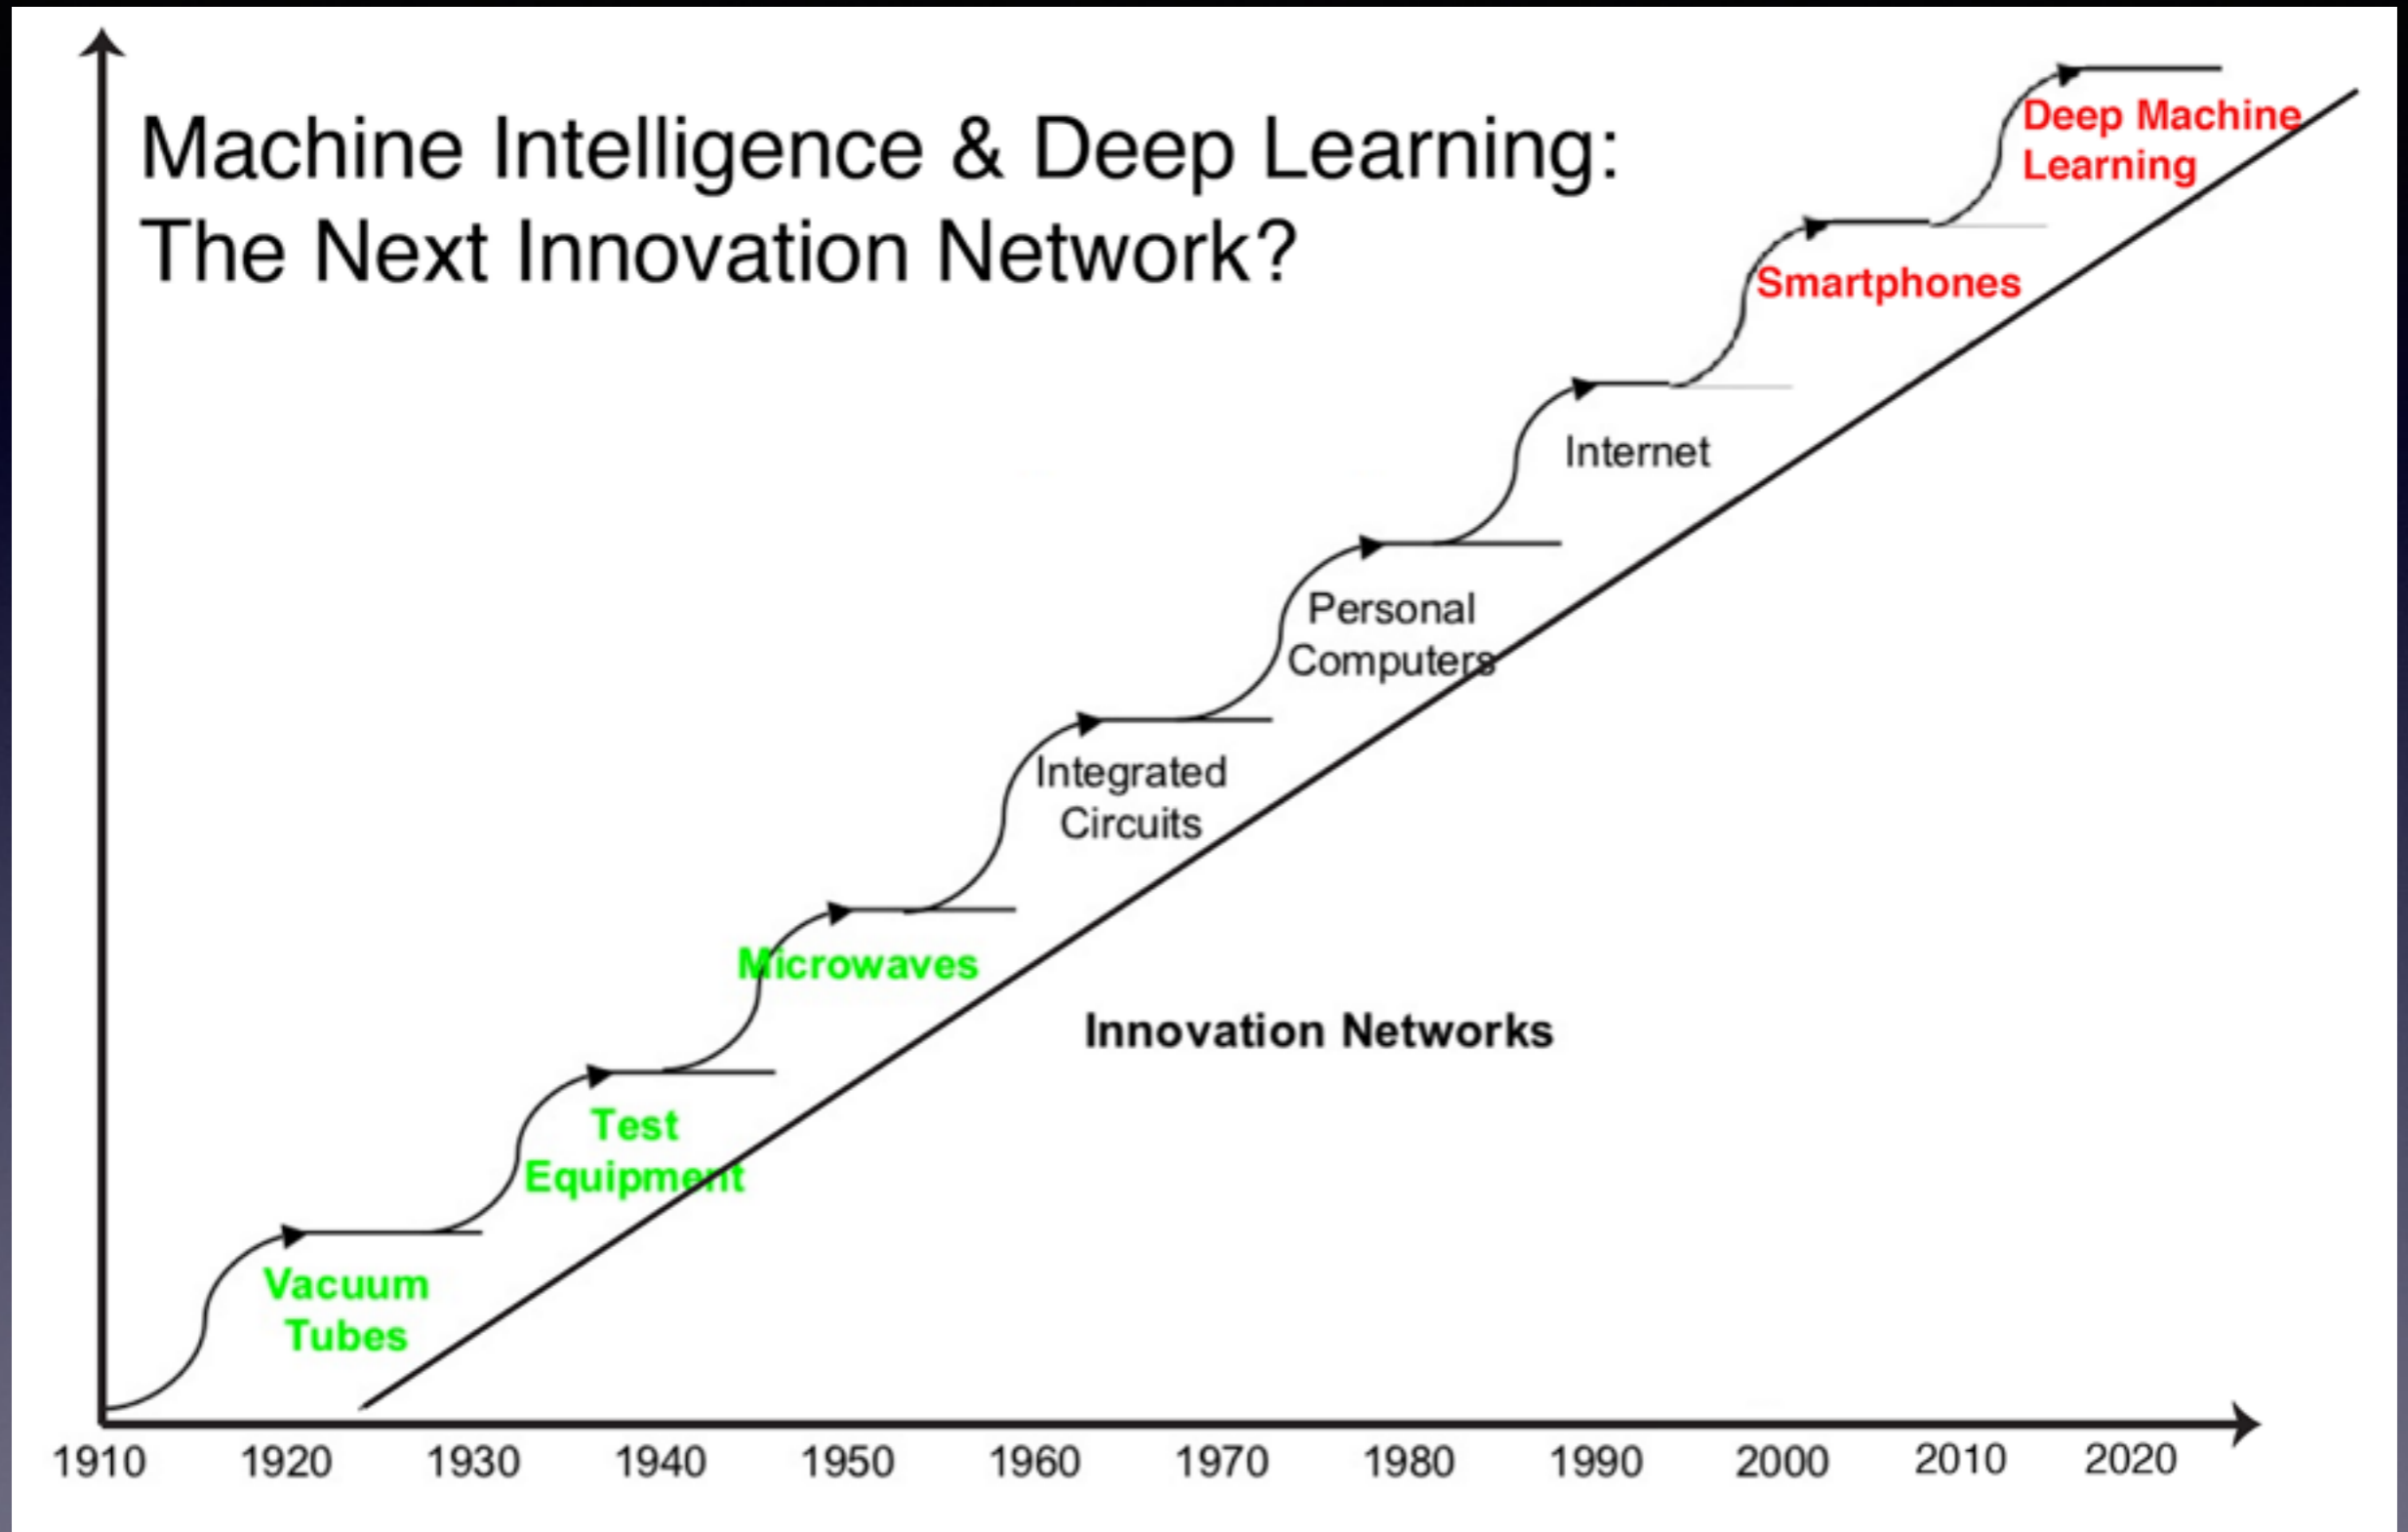 Machine Intelligence & Deep Learning:
The Next Innovation Network?
Deep Machine
Learning
Smartphones
Internet
Personal
Computers
Integrated
Circuits
Microwaves
Innovation Networks
Test
Equipment
Vacuum
Tubes
1910 1920 1930 1940 1950 1960 1970 1980 1990 2000 2010 2020